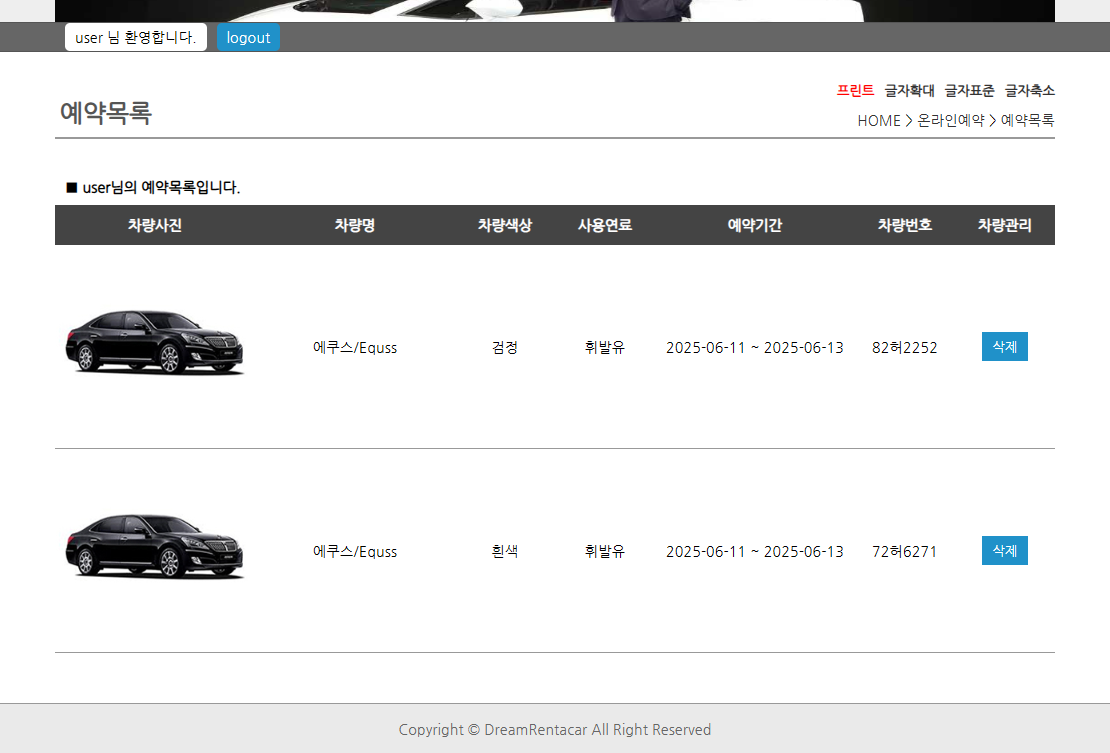 user 님 환영합니다. logout
프린트 글자확대 글자표준 글자축소
예약목록
HOME > 온라인예약 > 예약목록
■ user님의 예약목록입니다.
차량사진 차량명 차량색상 사용연료 예약기간 차량번호 차량관리
에쿠스/Equss 검정 휘발유 2025-06-11 ~ 2025-06-13 82허2252 삭제
에쿠스/Equss 흰색 휘발유 2025-06-11 ~ 2025-06-13 72허6271 삭제
Copyright © DreamRentacar All Right Reserved